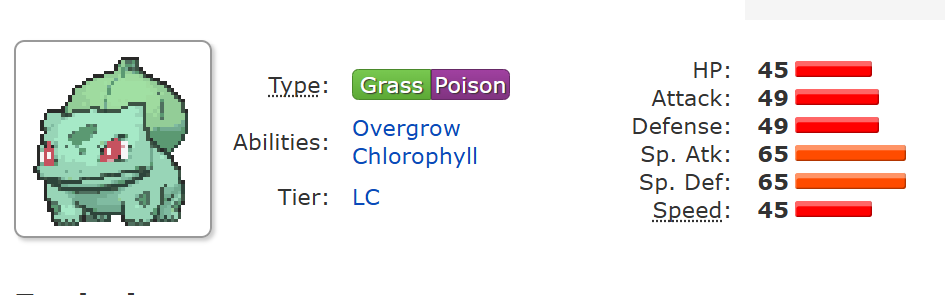 Type: Grass Poison
Abilities: Overgrow
Chlorophyll
Tier: LC
HP: 45
Attack: 49
Defense: 49
Sp. Atk: 65
Sp. Def: 65
Speed: 45